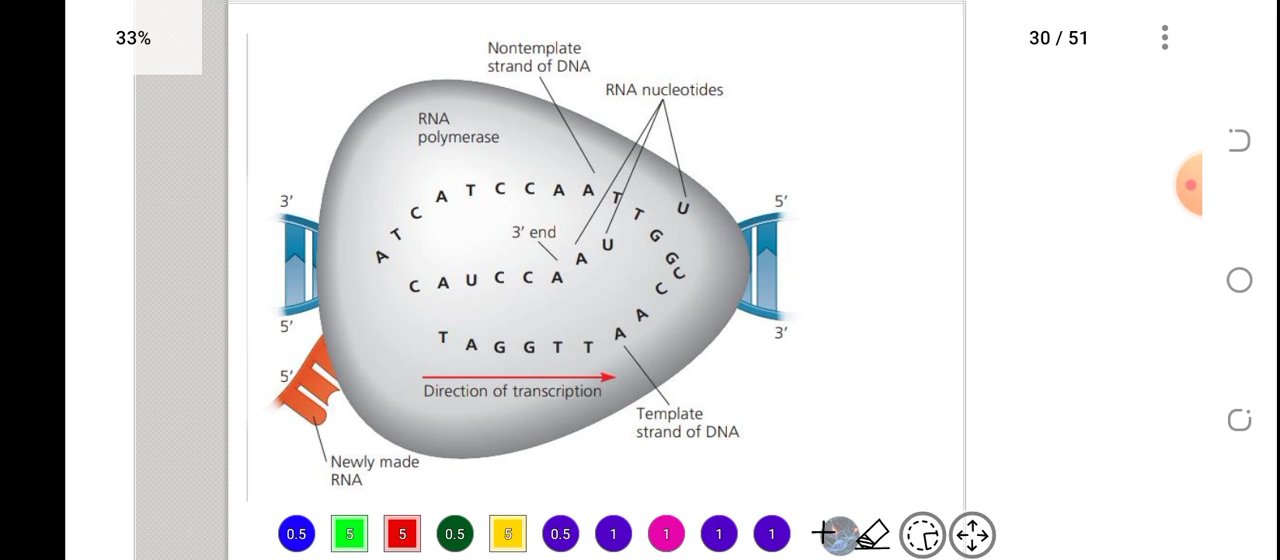 33%
30 / 51
Nontemplate
strand of DNA
RNA nucleotides
RNA
polymerase
3′
5′
A T C A T C C A A T T G G C
U
3′ end
C A U C C A A U
T A G G T T A A C C
5′
3′
5′
Direction of transcription
Template
strand of DNA
Newly made
RNA
0.5 5 5 0.5 5 0.5 1 1 1 1